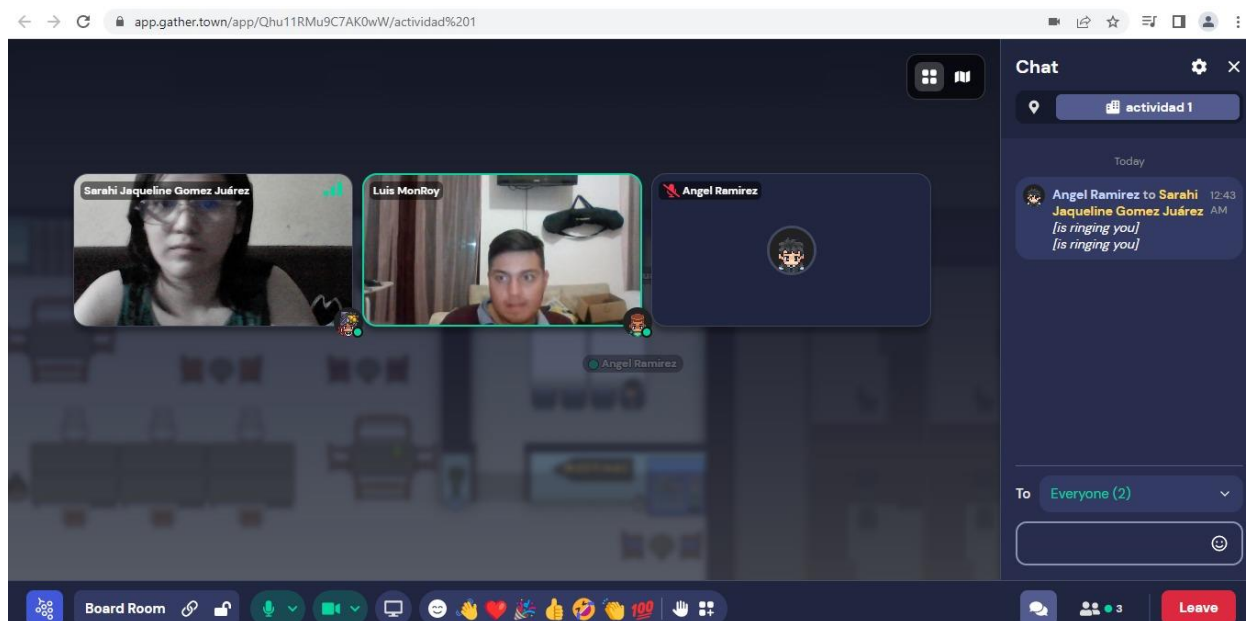 app.gather.town/app/Qhu11RMu9C7AK0wW/actividad%201
Chat
actividad 1
Today
Angel Ramirez to Sarahi 12:43
Jaqueline Gomez Juárez AM
[is ringing you]
[is ringing you]
Sarahi Jaqueline Gomez Juárez
Luis MonRoy
Angel Ramirez
Angel Ramirez
To Everyone (2)
Board Room
100
3
Leave